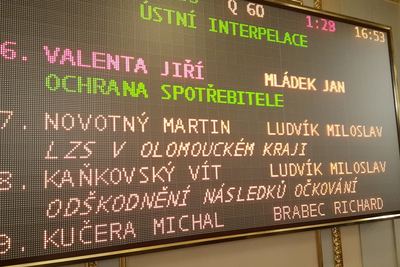 Q 60 1:28 16:53
ÚSTNÍ INTERPELACE
6. VALENTA JIŘÍ MLÁDEK JAN
OCHRANA SPOTŘEBITELE
7. NOVOTNÝ MARTIN LUDVÍK MILOSLAV
LZS V OLOMOUCKÉM KRAJI
8. KAŇKOVSKÝ VÍT LUDVÍK MILOSLAV
ODŠKODNĚNÍ NÁSLEDKŮ OČKOVÁNÍ
9. KUČERA MICHAL BRABEC RICHARD